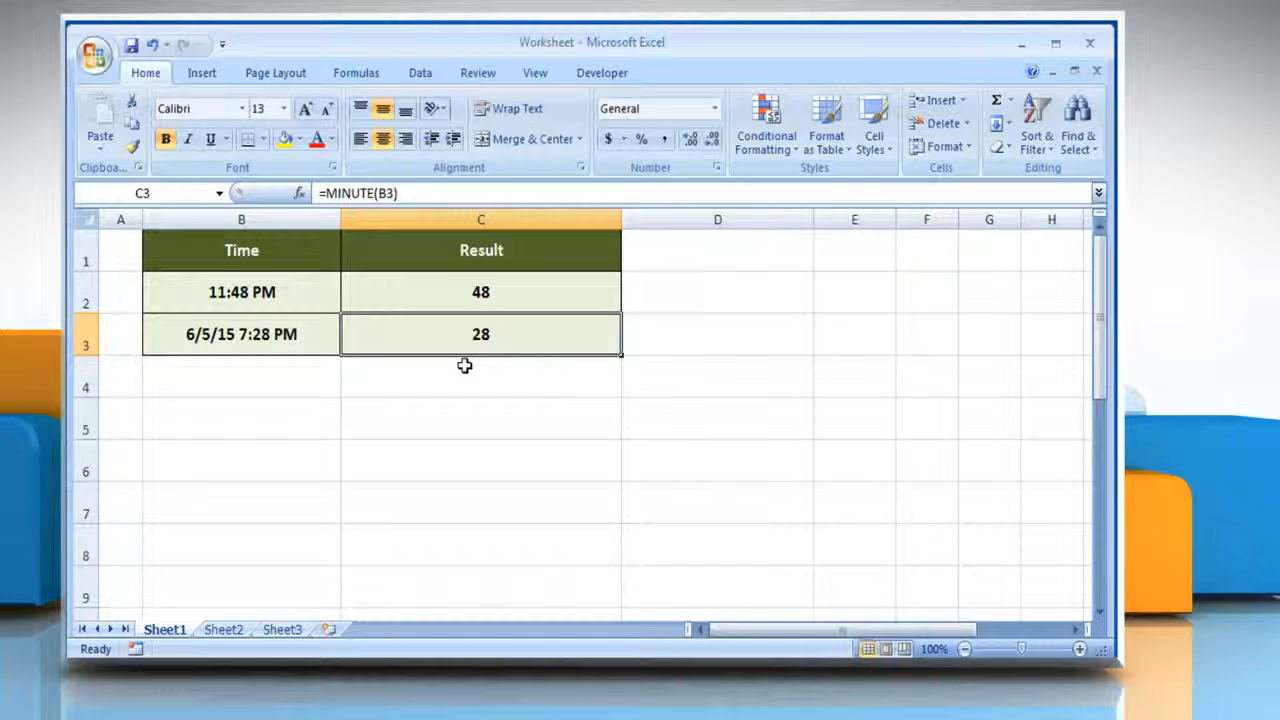 Worksheet - Microsoft Excel
Home Insert Page Layout Formulas Data Review View Developer
Calibri 13 Wrap Text General Insert
Paste Conditional Formatting Format as Table Cell Styles Delete Sort & Filter Find & Select
B I U Merge & Center $ % , Format
Clipboa... Font Alignment Number Styles Cells Editing
C3 fx =MINUTE(B3)
A B C D E F G H
1 Time Result
2 11:48 PM 48
3 6/5/15 7:28 PM 28
4
5
6
7
8
9
Sheet1 Sheet2 Sheet3
Ready 100%